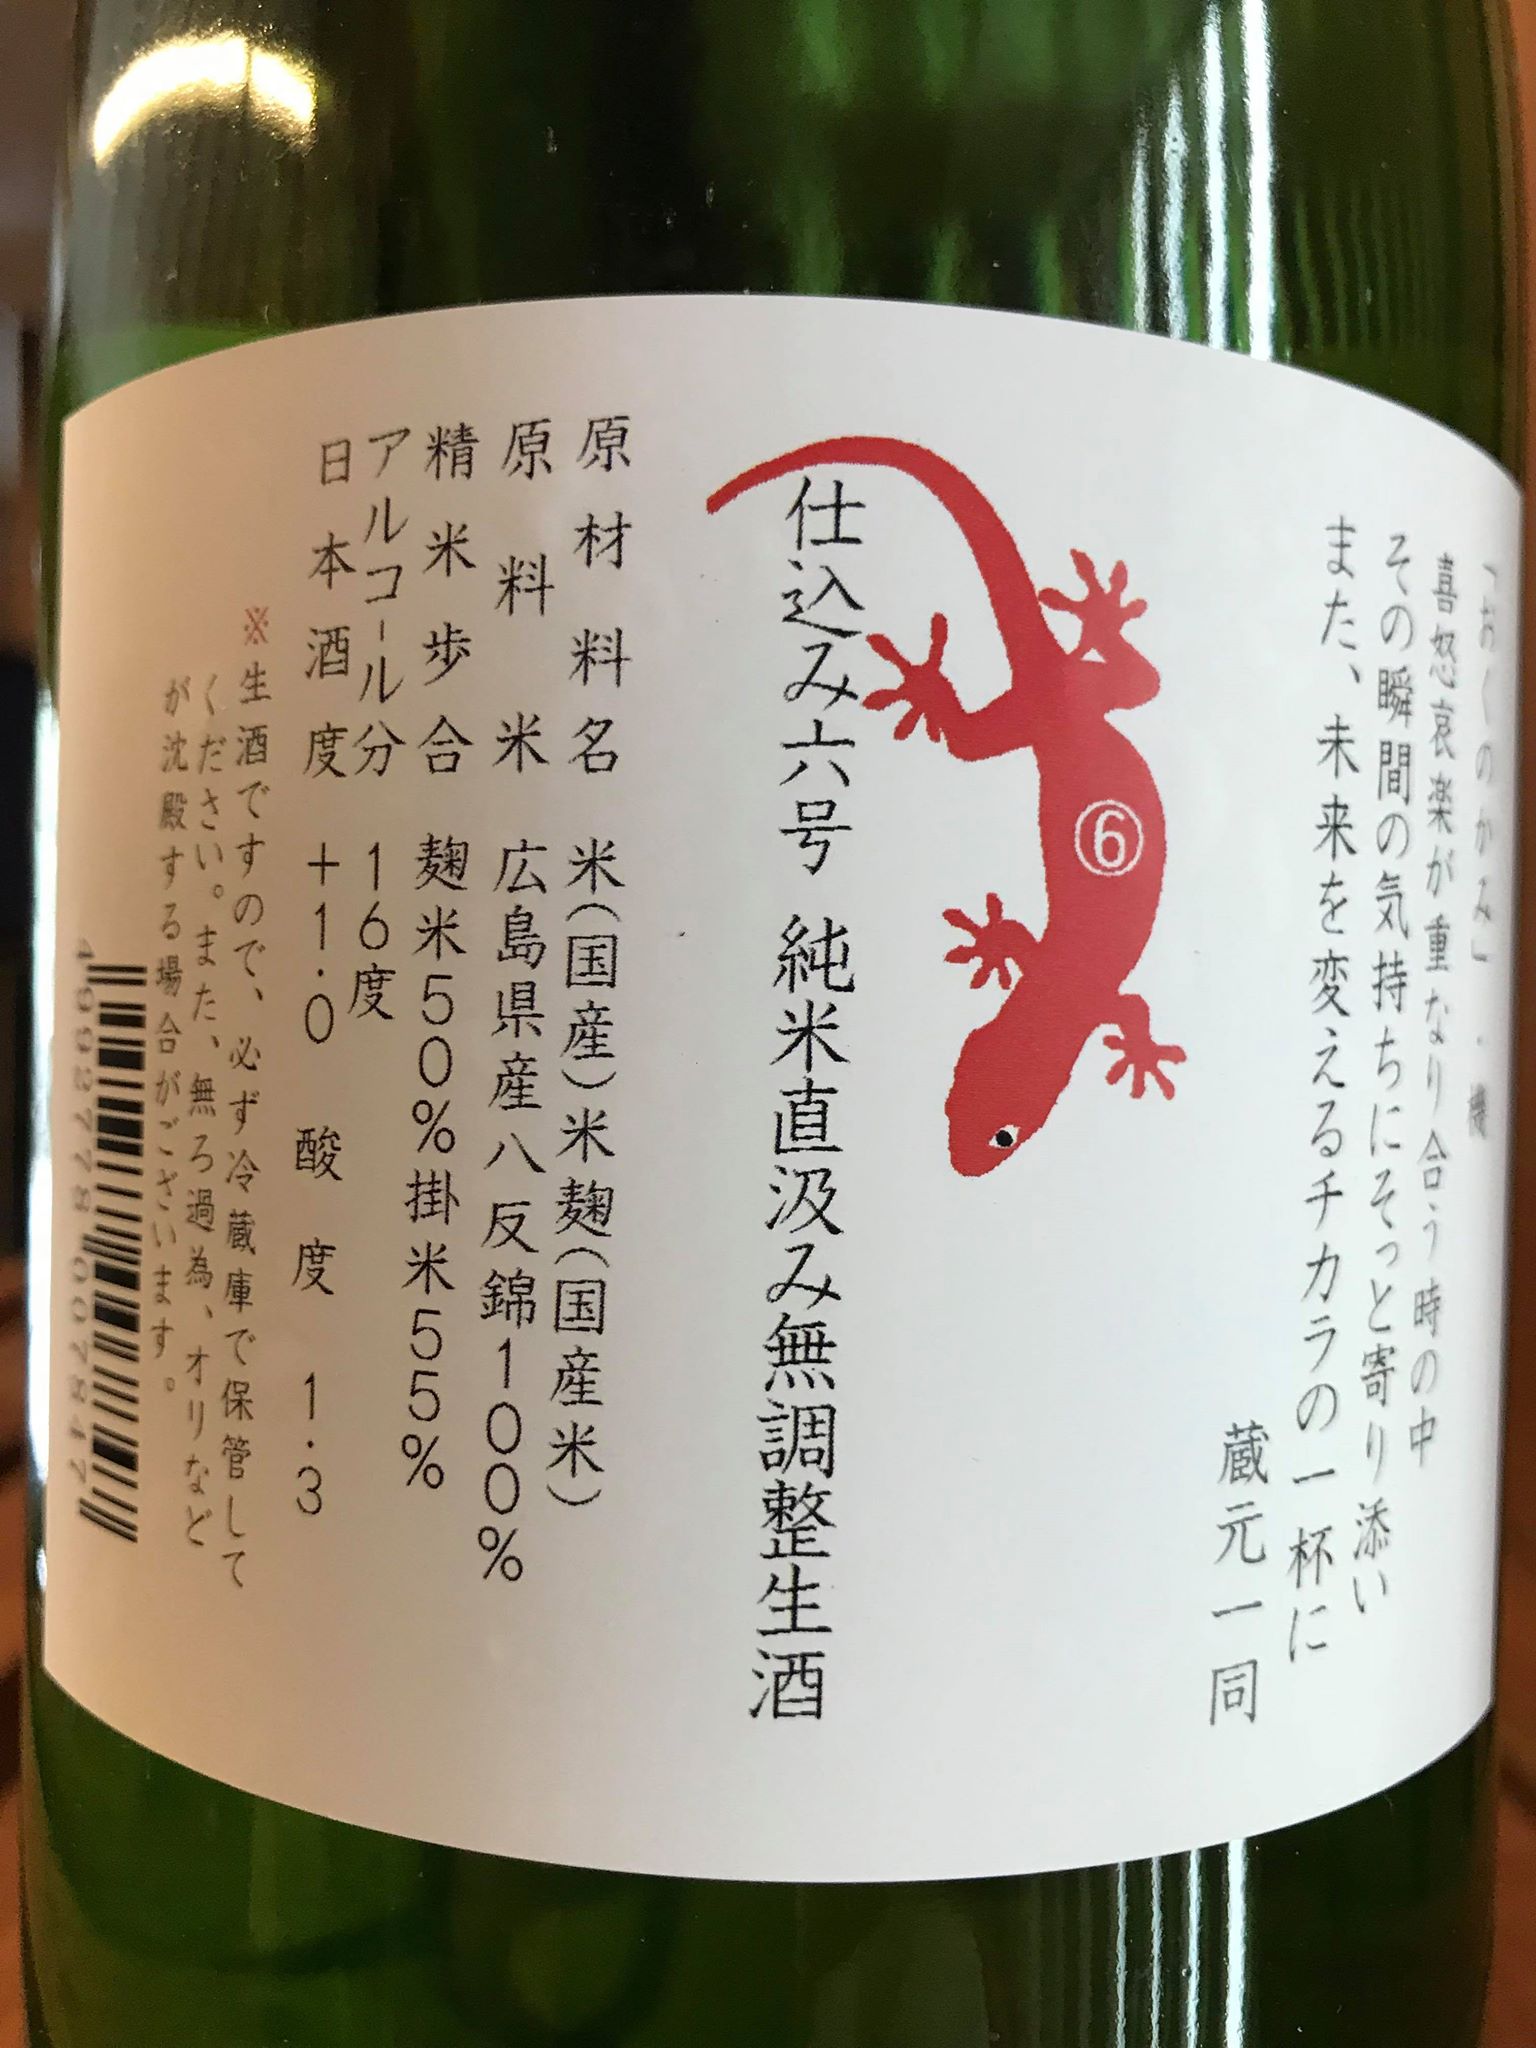 「おくのかみ」
喜怒哀楽が重なり合う時の中
その瞬間の気持ちにそっと寄り添い
また、未来を変えるチカラの一杯に
蔵元一同
⑥
仕込み六号 純米直汲み無調整生酒
原材料名 米(国産)米麹(国産米)
原料米 広島県産八反錦100%
精米歩合 麹米50%掛米55%
アルコール分 16度
日本酒度 +1.0 酸度 1.3
※生酒ですので、必ず冷蔵庫で保管して
ください。また、無ろ過為、オリなど
が沈殿する場合がございます。